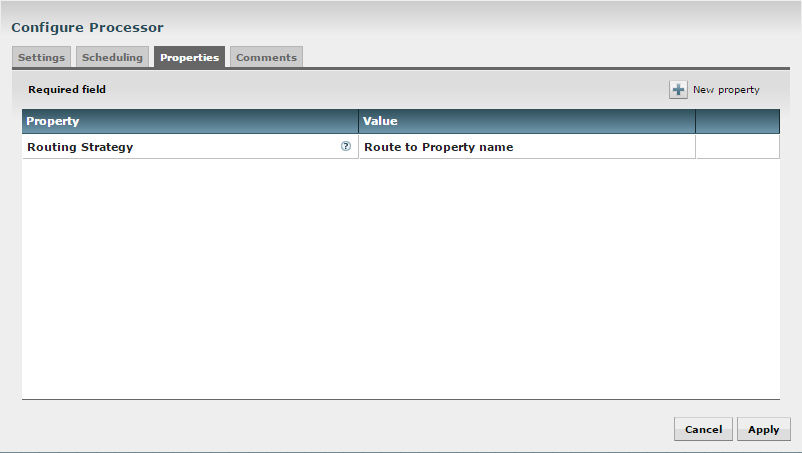 Configure Processor
Settings Scheduling Properties Comments
Required field New property
Property Value
Routing Strategy ? Route to Property name
Cancel Apply